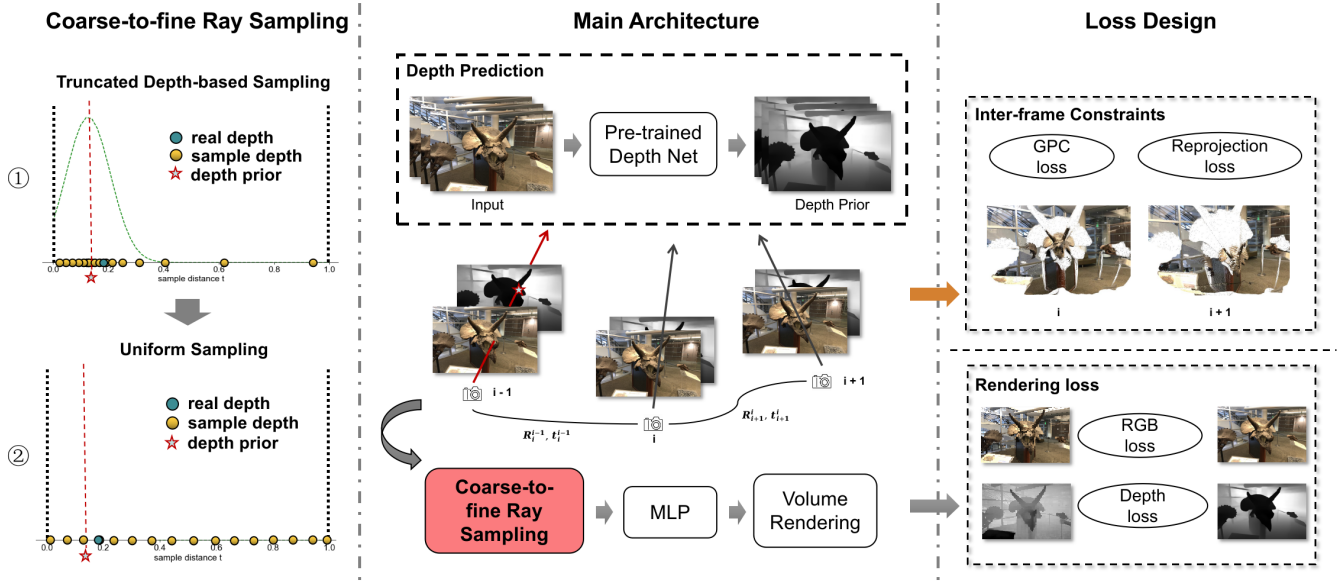 Coarse-to-fine Ray Sampling
Truncated Depth-based Sampling
real depth
sample depth
depth prior
①
0.0 0.2 0.4 0.6 0.8 1.0
sample distance t
Uniform Sampling
real depth
sample depth
depth prior
②
0.0 0.2 0.4 0.6 0.8 1.0
sample distance t
Main Architecture
Depth Prediction
Pre-trained
Depth Net
Input
Depth Prior
i - 1
i
i + 1
R_i^{i-1}, t_i^{i-1}
R_{i+1}^i, t_{i+1}^i
Coarse-to-
fine Ray
Sampling
MLP
Volume
Rendering
Loss Design
Inter-frame Constraints
GPC
loss
Reprojection
loss
i
i + 1
Rendering loss
RGB
loss
Depth
loss